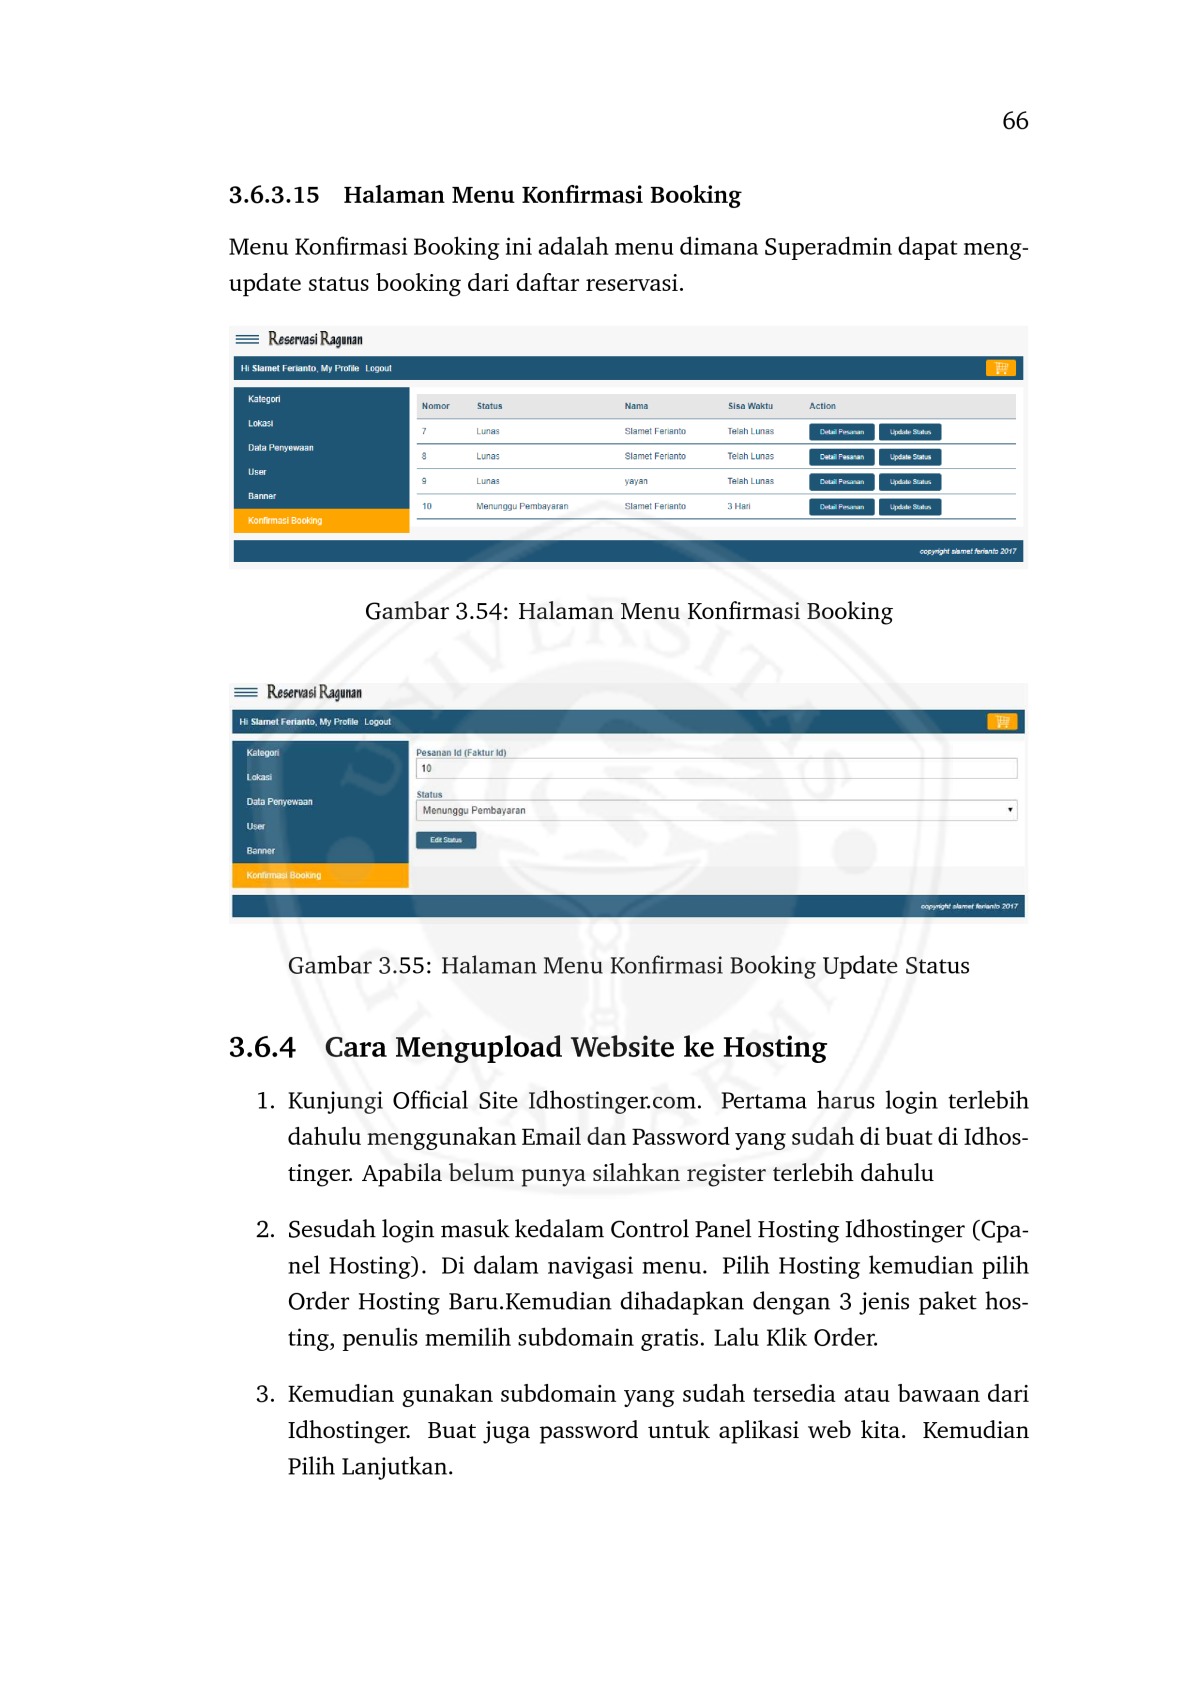 66
3.6.3.15 Halaman Menu Konfirmasi Booking
Menu Konfirmasi Booking ini adalah menu dimana Superadmin dapat meng-
update status booking dari daftar reservasi.
Reservasi Ragunan
Hi Slamet Ferianto, My Profile Logout
Kategori
Lokasi
Data Penyewaan
User
Banner
Konfirmasi Booking
Nomor Status Nama Sisa Waktu Action
7 Lunas Slamet Ferianto Telah Lunas Detail Pesanan Update Status
8 Lunas Slamet Ferianto Telah Lunas Detail Pesanan Update Status
9 Lunas yayan Telah Lunas Detail Pesanan Update Status
10 Menunggu Pembayaran Slamet Ferianto 3 Hari Detail Pesanan Update Status
copyright slamet ferianto 2017
Gambar 3.54: Halaman Menu Konfirmasi Booking
Reservasi Ragunan
Hi Slamet Ferianto, My Profile Logout
Kategori
Lokasi
Data Penyewaan
User
Banner
Konfirmasi Booking
Pesanan Id (Faktur Id)
10
Status
Menunggu Pembayaran
Edit Status
copyright slamet ferianto 2017
Gambar 3.55: Halaman Menu Konfirmasi Booking Update Status
UNIVERSITAS
GUNADARMA
3.6.4 Cara Mengupload Website ke Hosting
1. Kunjungi Official Site Idhostinger.com. Pertama harus login terlebih
dahulu menggunakan Email dan Password yang sudah di buat di Idhos-
tinger. Apabila belum punya silahkan register terlebih dahulu
2. Sesudah login masuk kedalam Control Panel Hosting Idhostinger (Cpa-
nel Hosting). Di dalam navigasi menu. Pilih Hosting kemudian pilih
Order Hosting Baru.Kemudian dihadapkan dengan 3 jenis paket hos-
ting, penulis memilih subdomain gratis. Lalu Klik Order.
3. Kemudian gunakan subdomain yang sudah tersedia atau bawaan dari
Idhostinger. Buat juga password untuk aplikasi web kita. Kemudian
Pilih Lanjutkan.